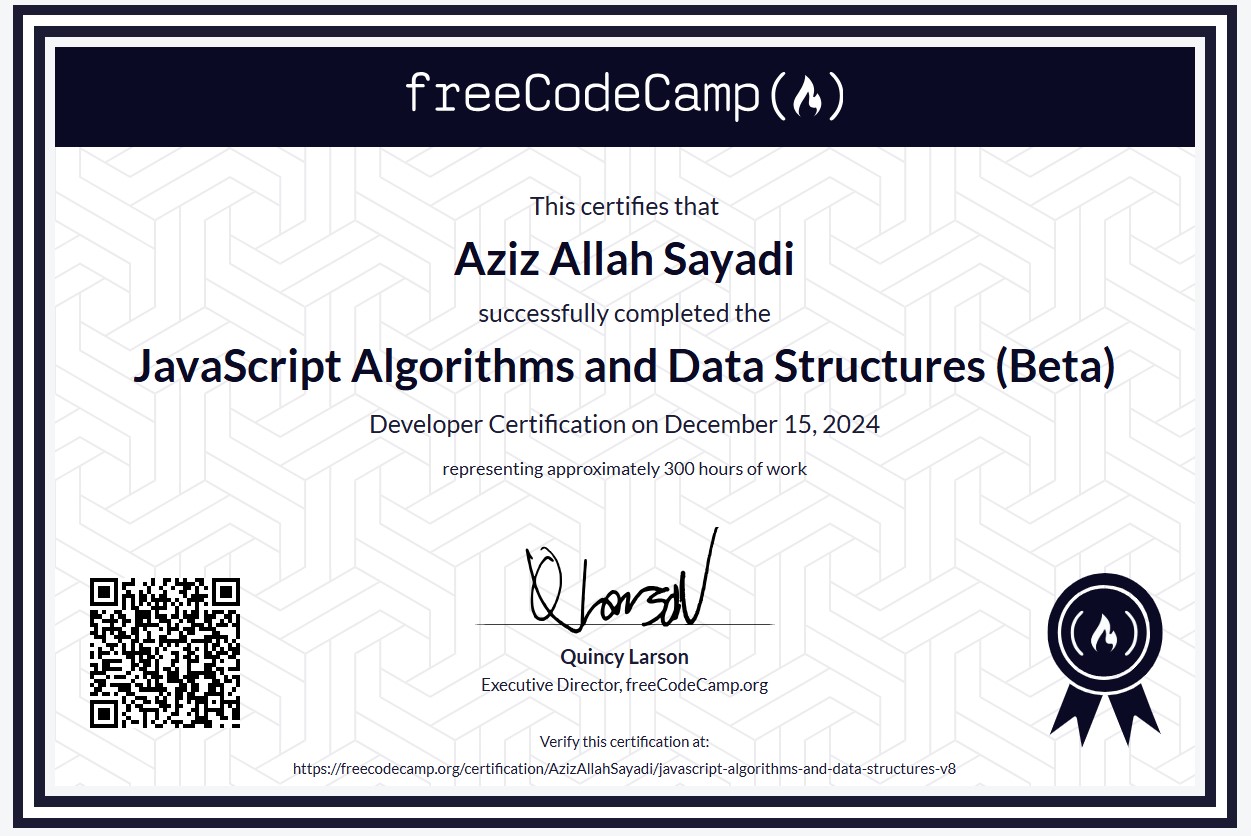 freeCodeCamp
This certifies that
Aziz Allah Sayadi
successfully completed the
JavaScript Algorithms and Data Structures (Beta)
Developer Certification on December 15, 2024
representing approximately 300 hours of work
Quincy Larson
Executive Director, freeCodeCamp.org
Verify this certification at:
https://freecodecamp.org/certification/AzizAllahSayadi/javascript-algorithms-and-data-structures-v8